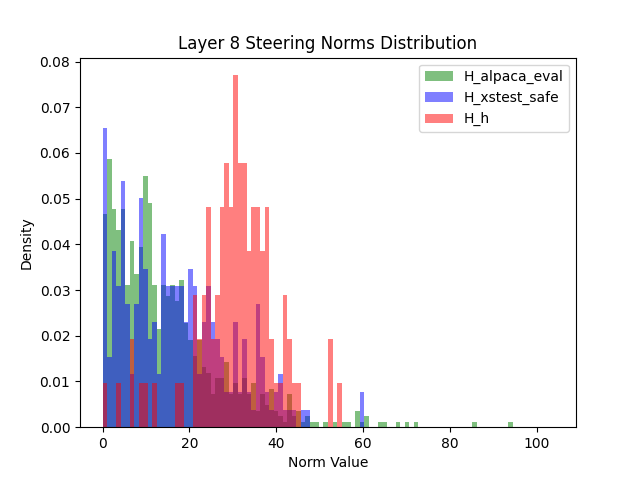 Layer 8 Steering Norms Distribution
H_alpaca_eval
H_xstest_safe
H_h
0.08
0.07
0.06
0.05
0.04
0.03
0.02
0.01
0.00
Density
0
20
40
60
80
100
Norm Value